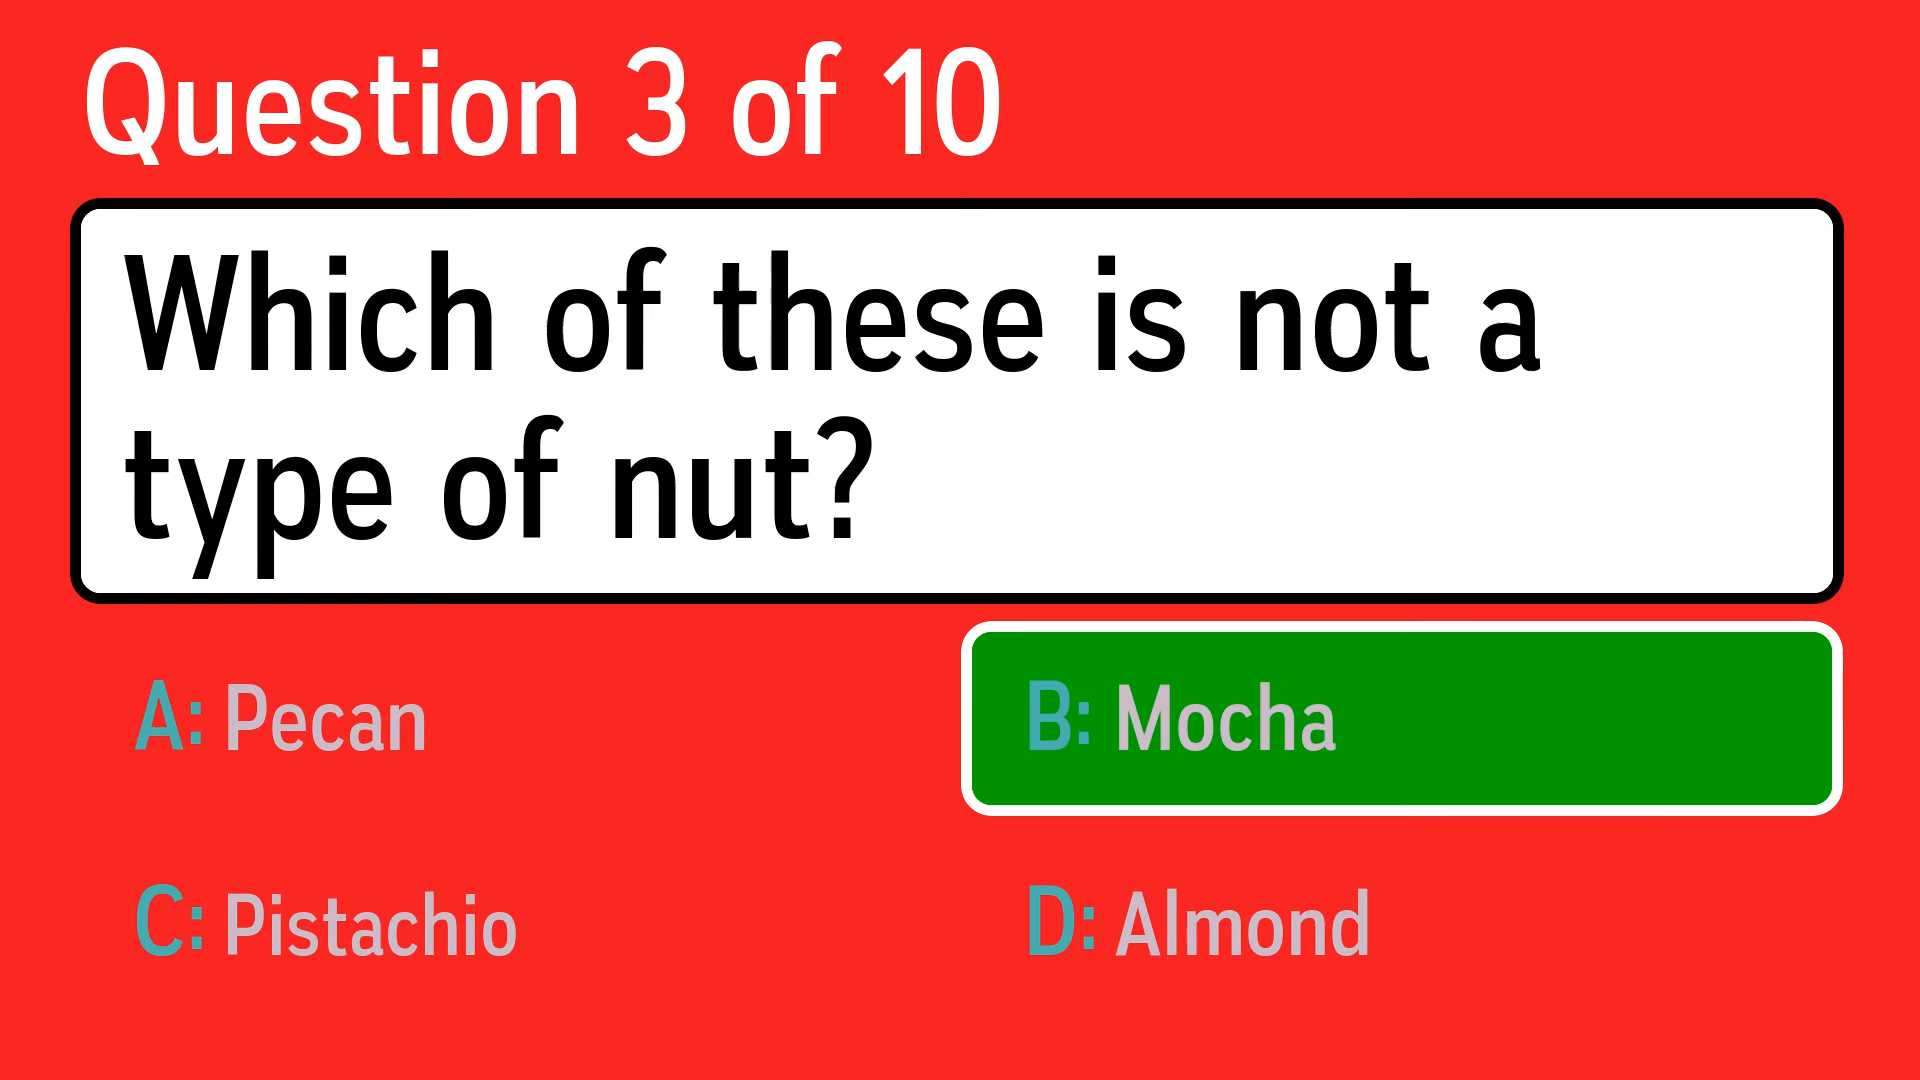 Question 3 of 10
Which of these is not a
type of nut?
A: Pecan
B: Mocha
C: Pistachio
D: Almond